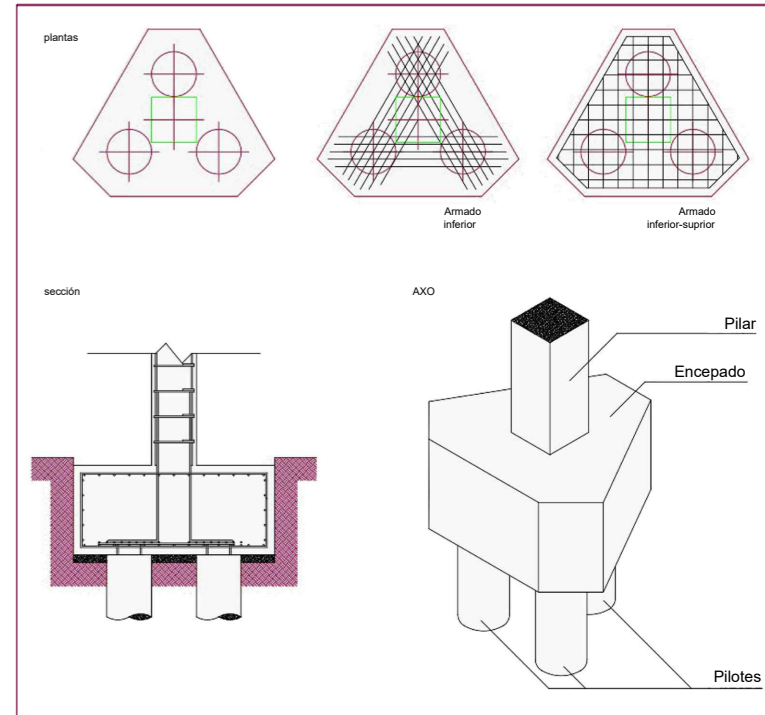 plantas
Armado
inferior
Armado
inferior-suprior
sección
AXO
Pilar
Encepado
Pilotes